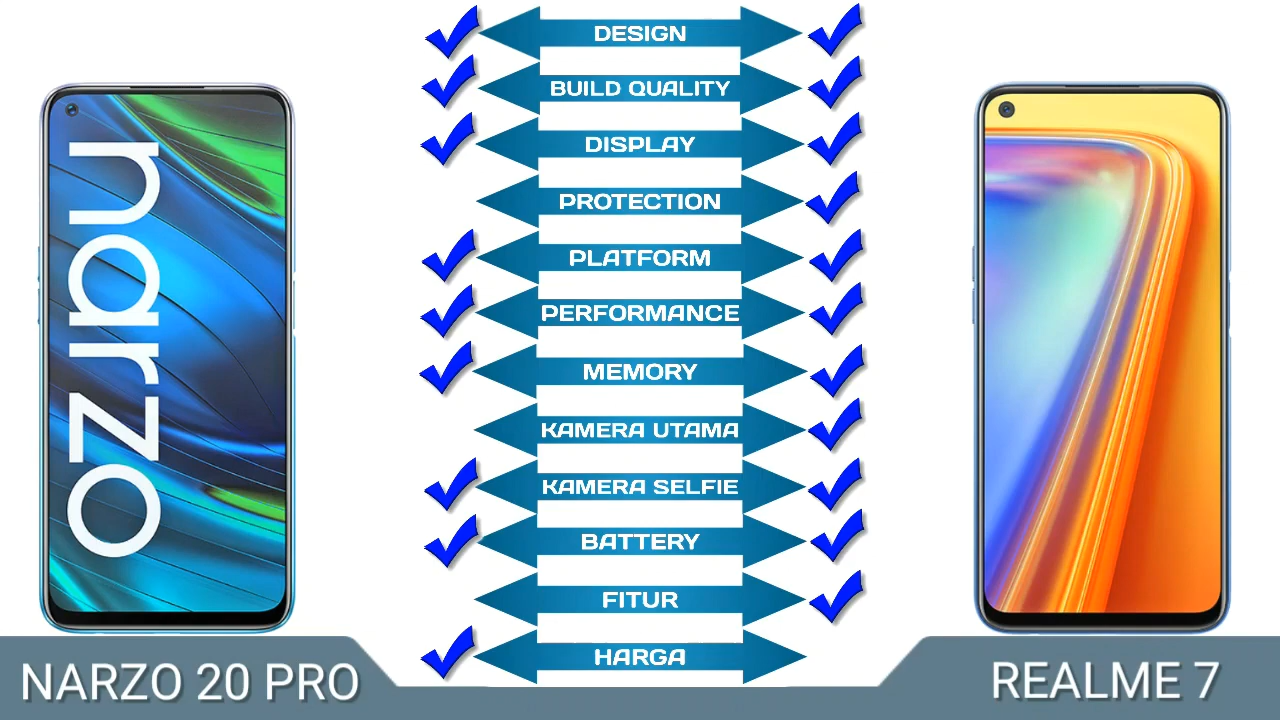 DESIGN
BUILD QUALITY
DISPLAY
PROTECTION
PLATFORM
PERFORMANCE
MEMORY
KAMERA UTAMA
KAMERA SELFIE
BATTERY
FITUR
HARGA
narzo
NARZO 20 PRO
REALME 7